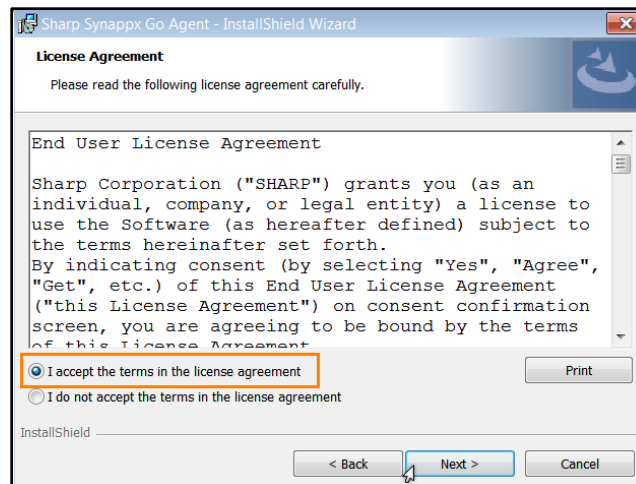 Sharp Synappx Go Agent - InstallShield Wizard
License Agreement
Please read the following license agreement carefully.
End User License Agreement
Sharp Corporation ("SHARP") grants you (as an
individual, company, or legal entity) a license to
use the Software (as hereafter defined) subject to
the terms hereinafter set forth.
By indicating consent (by selecting "Yes", "Agree",
"Get", etc.) of this End User License Agreement
("this License Agreement") on consent confirmation
screen, you are agreeing to be bound by the terms
of this License Agreement
I accept the terms in the license agreement
Print
I do not accept the terms in the license agreement
InstallShield
< Back
Next >
Cancel